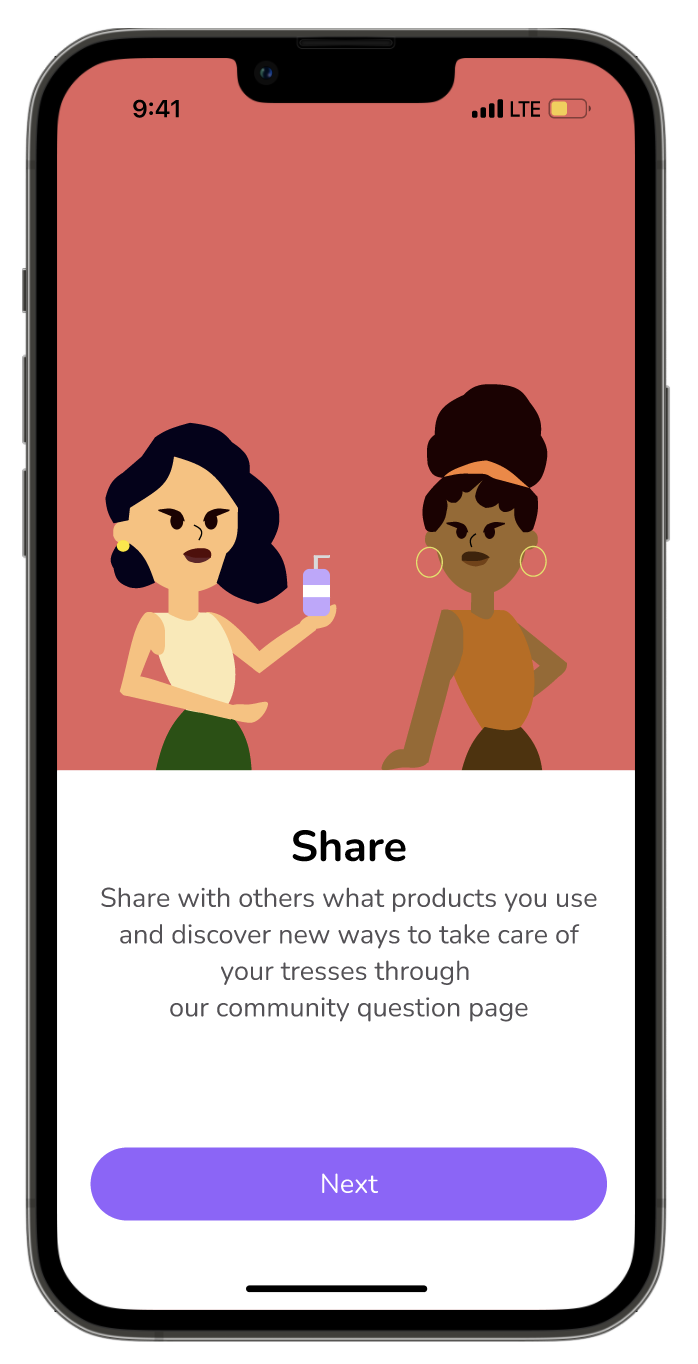 9:41 LTE
Share
Share with others what products you use
and discover new ways to take care of
your tresses through
our community question page
Next